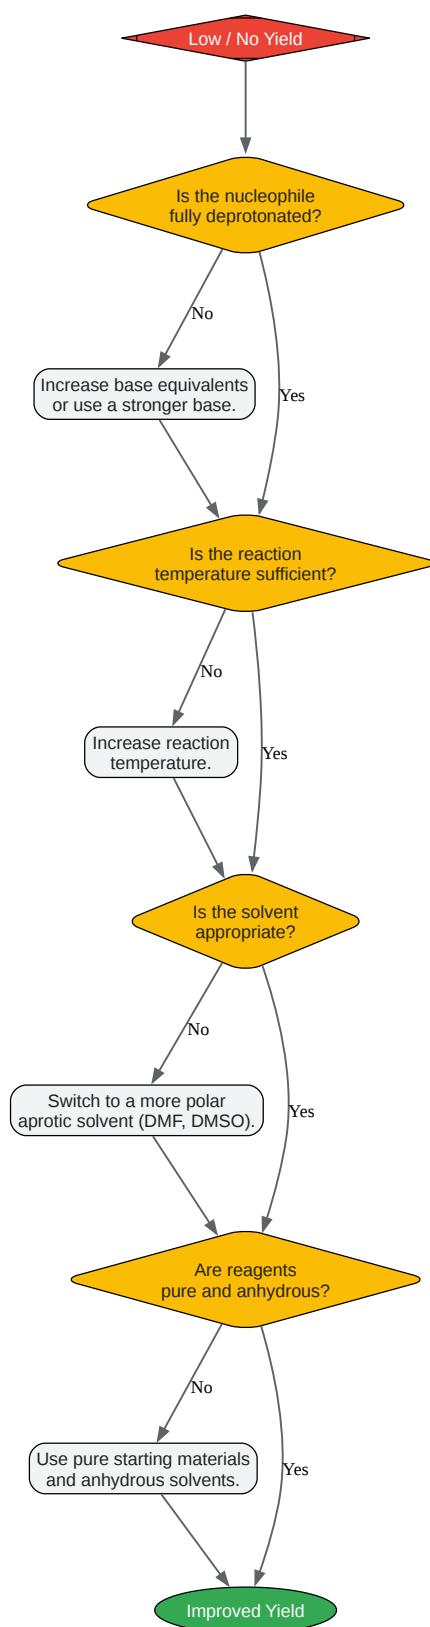 Low / No Yield
Is the nucleophile
fully deprotonated?
No
Increase base equivalents
or use a stronger base.
Yes
Is the reaction
temperature sufficient?
No
Increase reaction
temperature.
Yes
Is the solvent
appropriate?
No
Switch to a more polar
aprotic solvent (DMF, DMSO).
Yes
Are reagents
pure and anhydrous?
No
Use pure starting materials
and anhydrous solvents.
Yes
Improved Yield